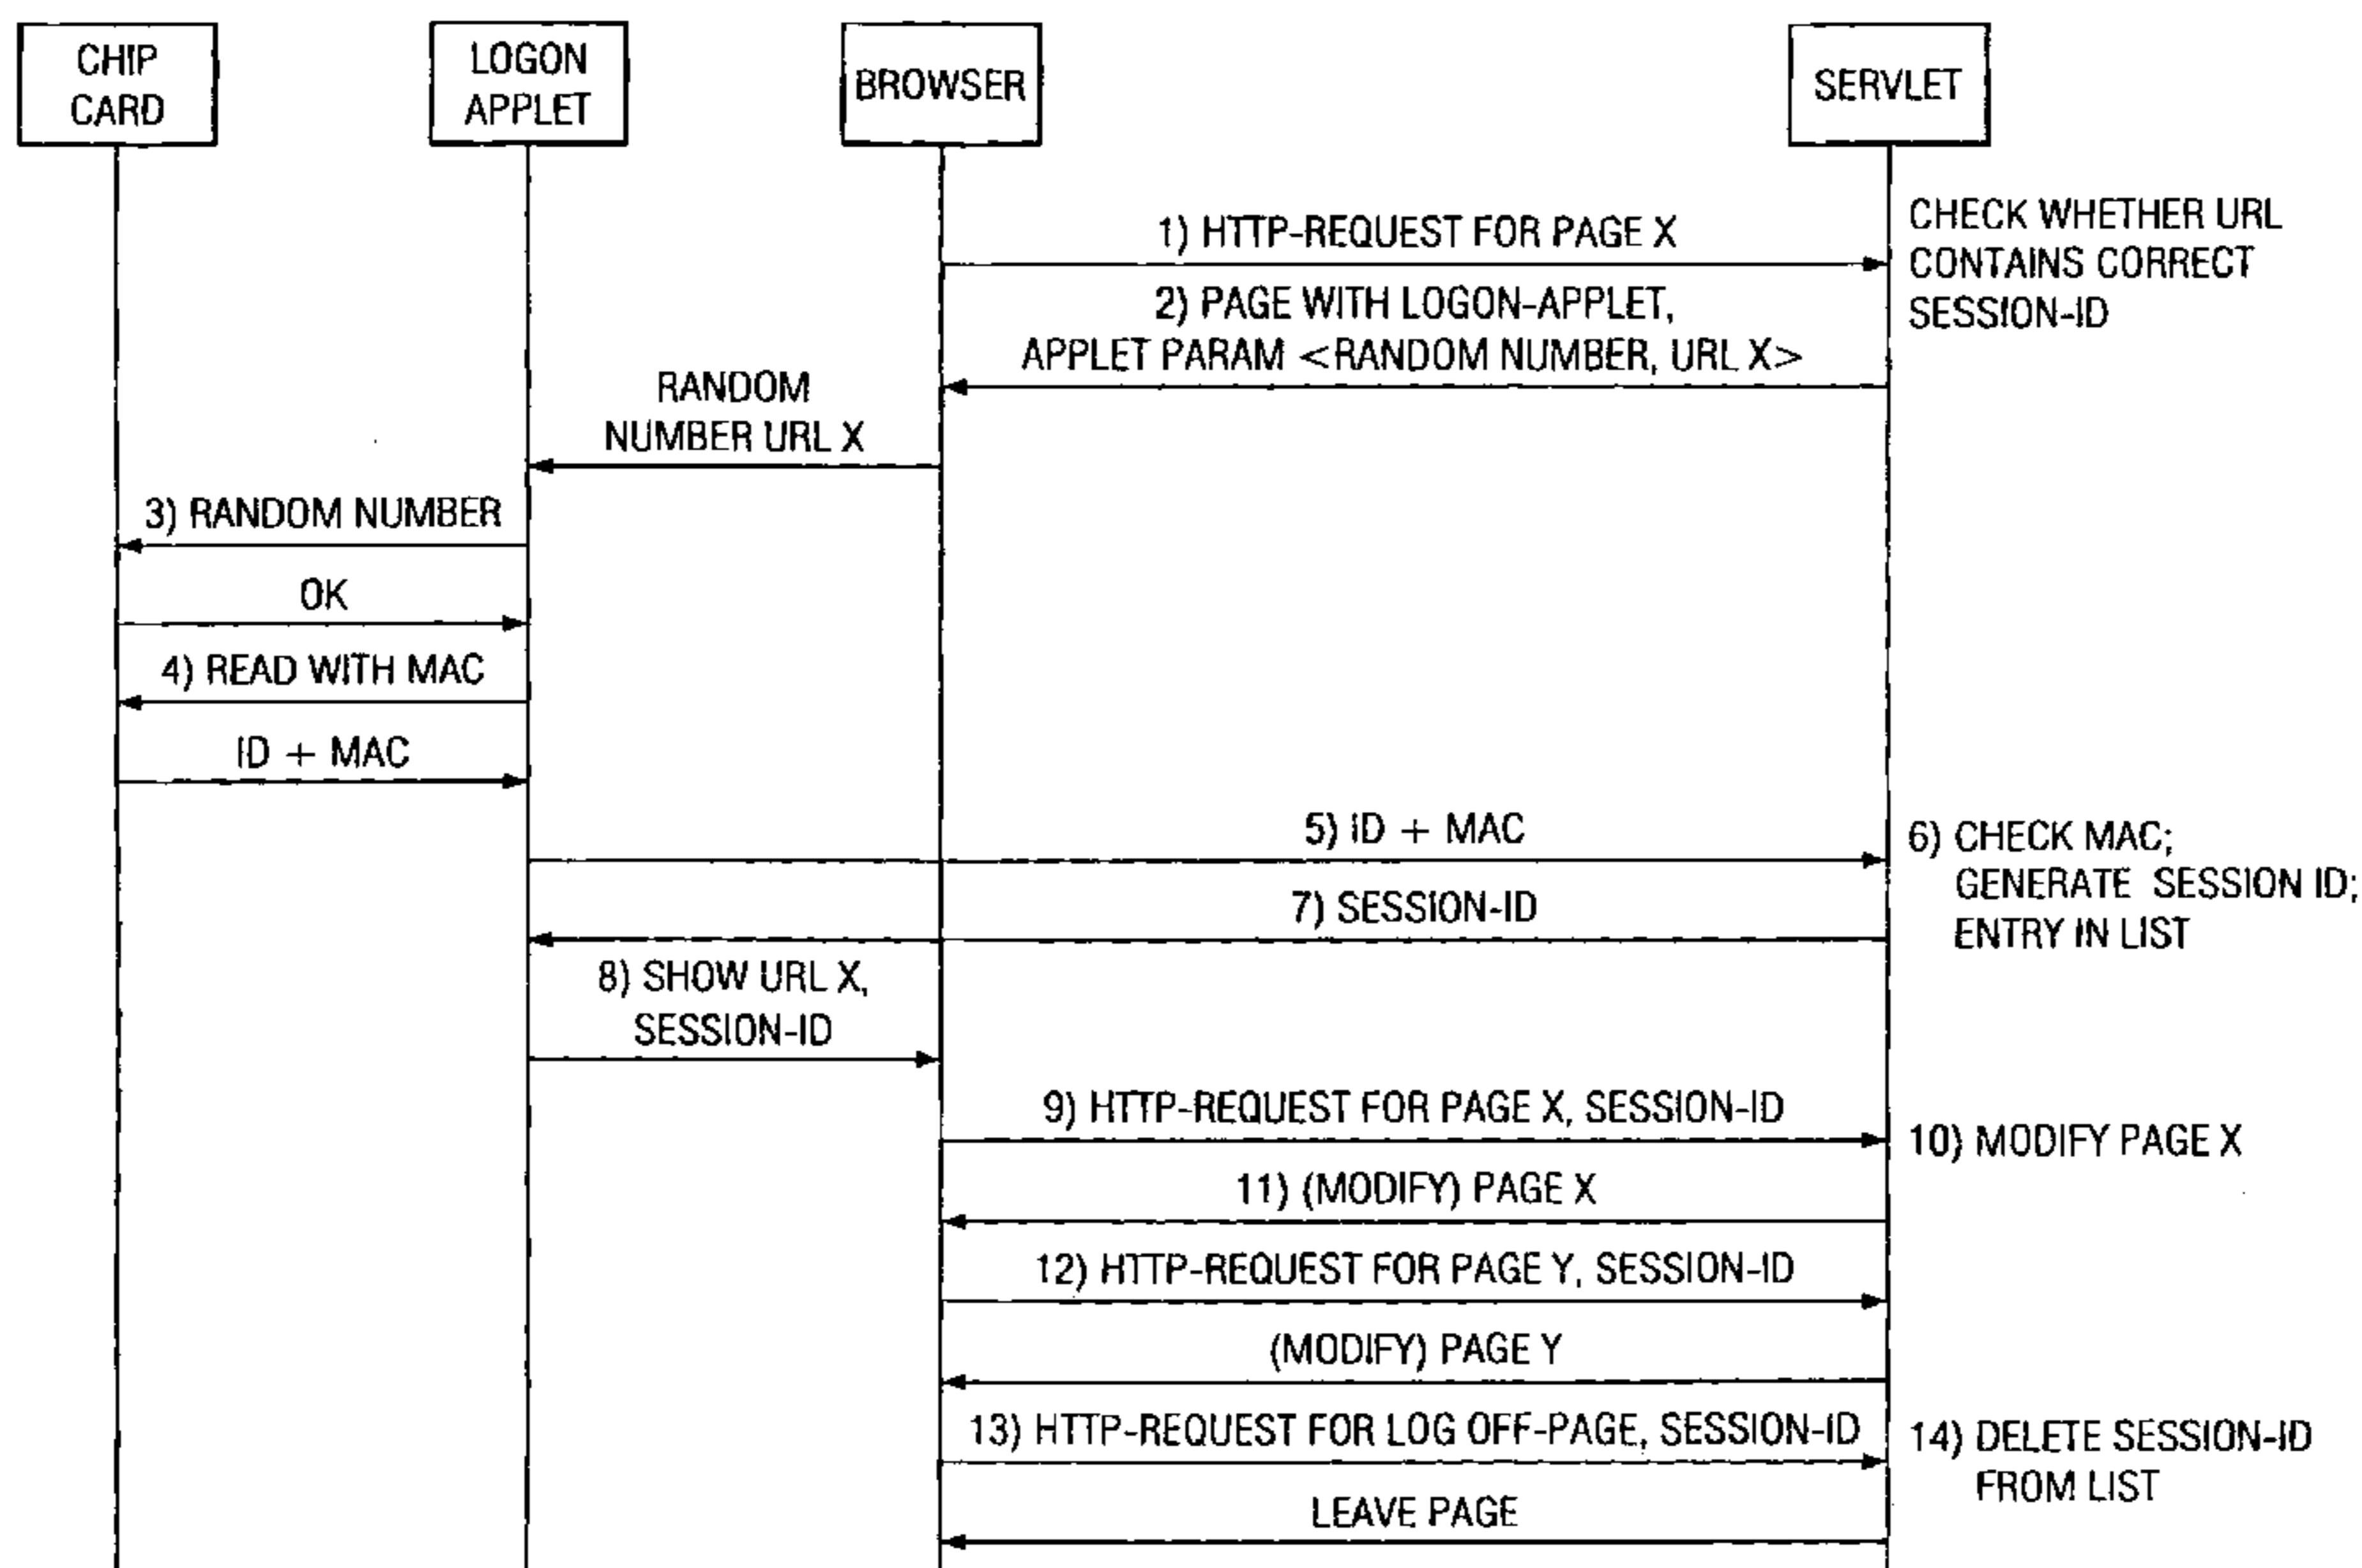 CHIP
CARD
LOGON
APPLET
BROWSER
SERVLET
1) HTTP-REQUEST FOR PAGE X
CHECK WHETHER URL
CONTAINS CORRECT
SESSION-ID
2) PAGE WITH LOGON-APPLET,
APPLET PARAM <RANDOM NUMBER, URL X>
RANDOM
NUMBER URL X
3) RANDOM NUMBER
OK
4) READ WITH MAC
ID + MAC
5) ID + MAC
6) CHECK MAC;
GENERATE SESSION ID;
ENTRY IN LIST
7) SESSION-ID
8) SHOW URL X,
SESSION-ID
9) HTTP-REQUEST FOR PAGE X, SESSION-ID
10) MODIFY PAGE X
11) (MODIFY) PAGE X
12) HTTP-REQUEST FOR PAGE Y, SESSION-ID
(MODIFY) PAGE Y
13) HTTP-REQUEST FOR LOG OFF-PAGE, SESSION-ID
14) DELETE SESSION-ID
FROM LIST
LEAVE PAGE